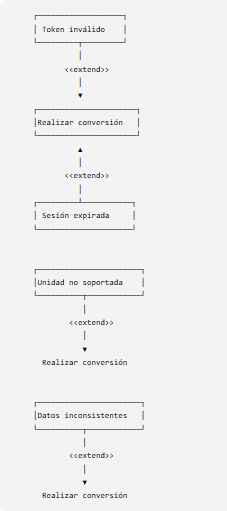 Token inválido
<<extend>>
Realizar conversión
<<extend>>
Sesión expirada
Unidad no soportada
<<extend>>
Realizar conversión
Datos inconsistentes
<<extend>>
Realizar conversión